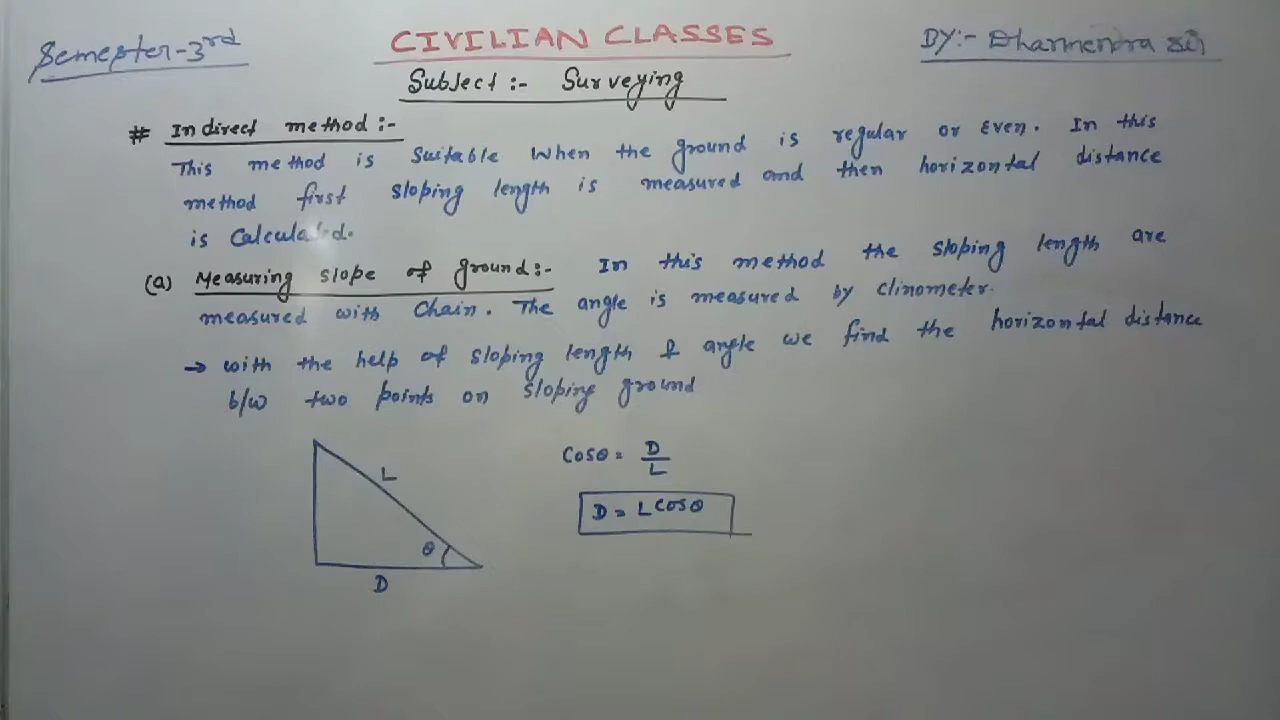 Semester-3rd
CIVILIAN CLASSES
BY:- Dharmendra Sir
Subject:- Surveying
# Indirect method:-
This method is suitable when the ground is regular or even. In this
method first sloping length is measured and then horizontal distance
is calculated.
(a) Measuring slope of ground:- In this method the sloping length are
measured with chain. The angle is measured by clinometer.
→ with the help of sloping length & angle we find the horizontal distance
b/w two points on sloping ground
L
θ
D
Cosθ = D/L
D = L cosθ